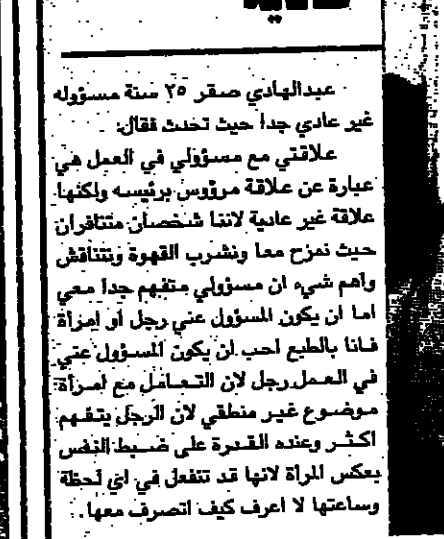 عبدالهادي صقر ٢٥ سنة مسؤوله
غير عادي جدا حيث تحدث فقال:
علاقتي مع مسؤولي في العمل هي
عبارة عن علاقة مرؤوس برئيسه ولكنها
علاقة غير عادية لاننا شخصان متنافران
حيث نمزح معا ونشرب القهوة ونتناقش
واهم شيء ان مسؤولي متفهم جدا معي
اما ان يكون المسؤول عني رجل او امرأة
فانا بالطبع احب ان يكون المسؤول عني
في العمل رجل لان التعامل مع امرأة
موضوع غير منطقي لان الرجل يتفهم
اكثر وعنده القدرة على ضبط النفس
بعكس المرأة لانها قد تنفعل في اي لحظة
وساعتها لا اعرف كيف اتصرف معها.